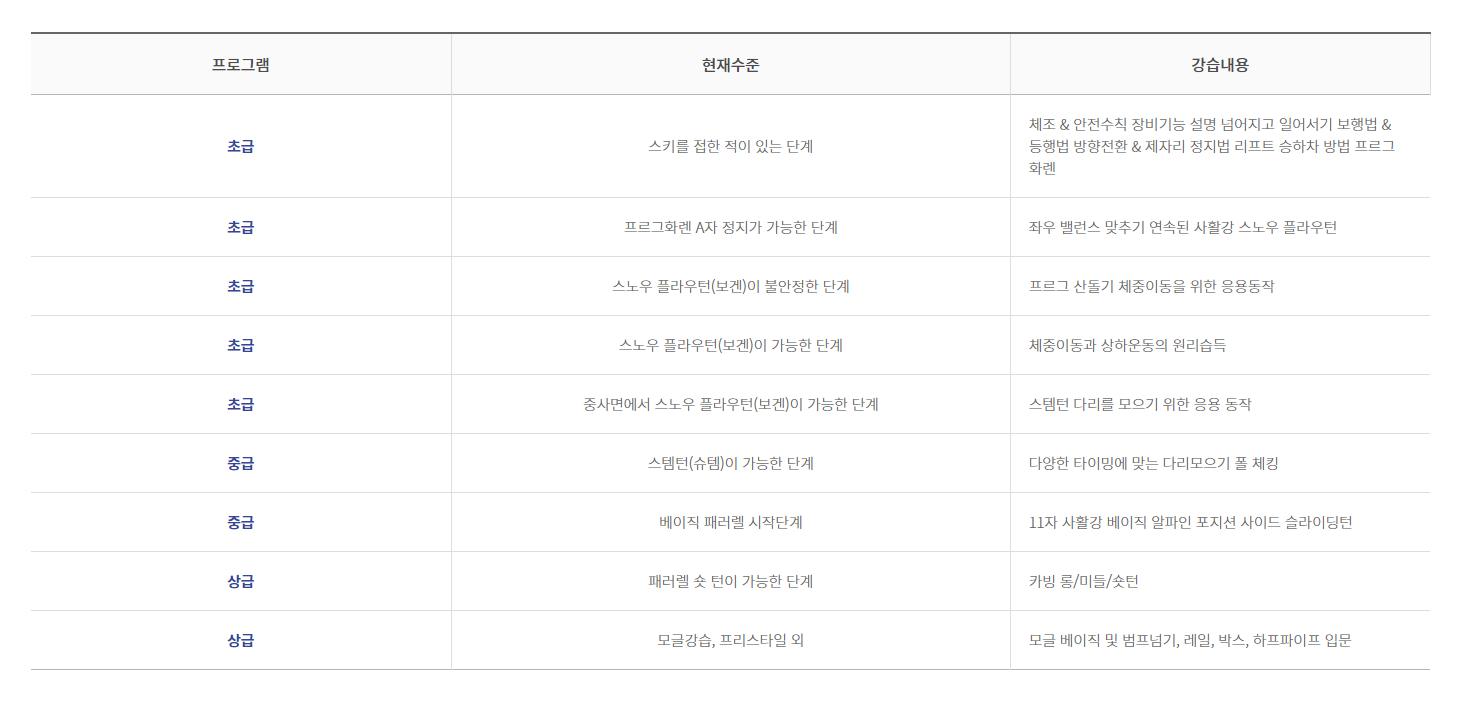 프로그램 현재수준 강습내용
초급 스키를 접한 적이 있는 단계 체조 & 안전수칙 장비기능 설명 넘어지고 일어서기 보행법 &
등행법 방향전환 & 제자리 정지법 리프트 승하차 방법 프르그
화렌
초급 프르그화렌 A자 정지가 가능한 단계 좌우 밸런스 맞추기 연속된 사활강 스노우 플라우턴
초급 스노우 플라우턴(보겐)이 불안정한 단계 프르그 산돌기 체중이동을 위한 응용동작
초급 스노우 플라우턴(보겐)이 가능한 단계 체중이동과 상하운동의 원리습득
초급 중사면에서 스노우 플라우턴(보겐)이 가능한 단계 스템턴 다리를 모으기 위한 응용 동작
중급 스템턴(슈템)이 가능한 단계 다양한 타이밍에 맞는 다리모으기 폴 체킹
중급 베이직 패러렐 시작단계 11자 사활강 베이직 알파인 포지션 사이드 슬라이딩턴
상급 패러렐 숏 턴이 가능한 단계 카빙 롱/미들/숏턴
상급 모글강습, 프리스타일 외 모글 베이직 및 범프넘기, 레일, 박스, 하프파이프 입문